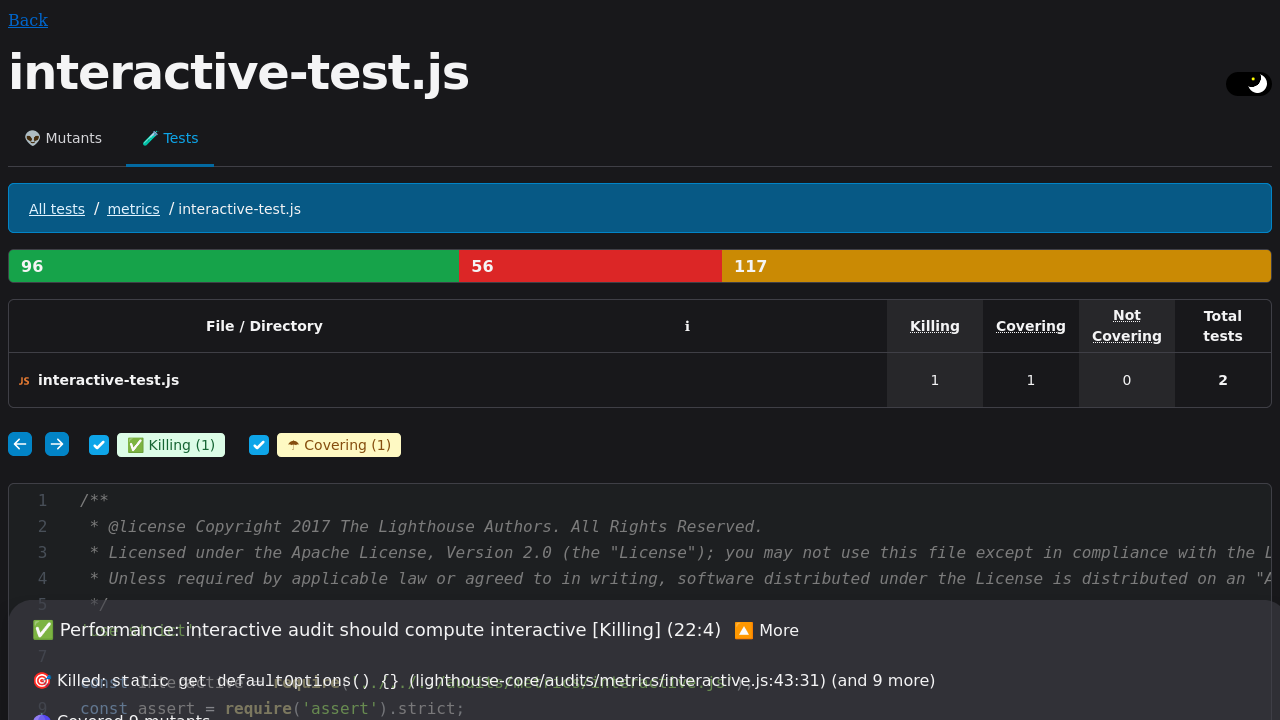 Back
interactive-test.js
👽 Mutants 🧪 Tests
All tests / metrics / interactive-test.js
96 56 117
File / Directory ℹ Killing Covering Not Covering Total tests
JS interactive-test.js 1 1 0 2
✅ Killing (1) ☂ Covering (1)
1 /**
2 * @license Copyright 2017 The Lighthouse Authors. All Rights Reserved.
3 * Licensed under the Apache License, Version 2.0 (the "License"); you may not use this file except in compliance with the L
4 * Unless required by applicable law or agreed to in writing, software distributed under the License is distributed on an "A
5 */
✅ Performance: interactive audit should compute interactive [Killing] (22:4) 🔼 More
7
🎯 Killed: static get defaultOptions() {} (lighthouse-core/audits/metrics/interactive.js:43:31) (and 9 more)
9 const assert = require('assert').strict;
☂ Covered 0 mutants